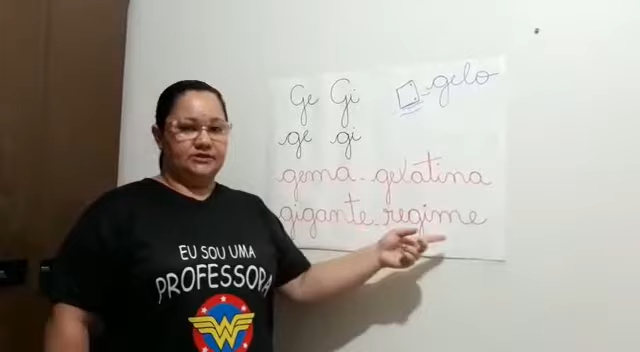 Ge Gi
gelo
ge gi
gema - gelatina
gigante - regime
EU SOU UMA
PROFESSORA
W